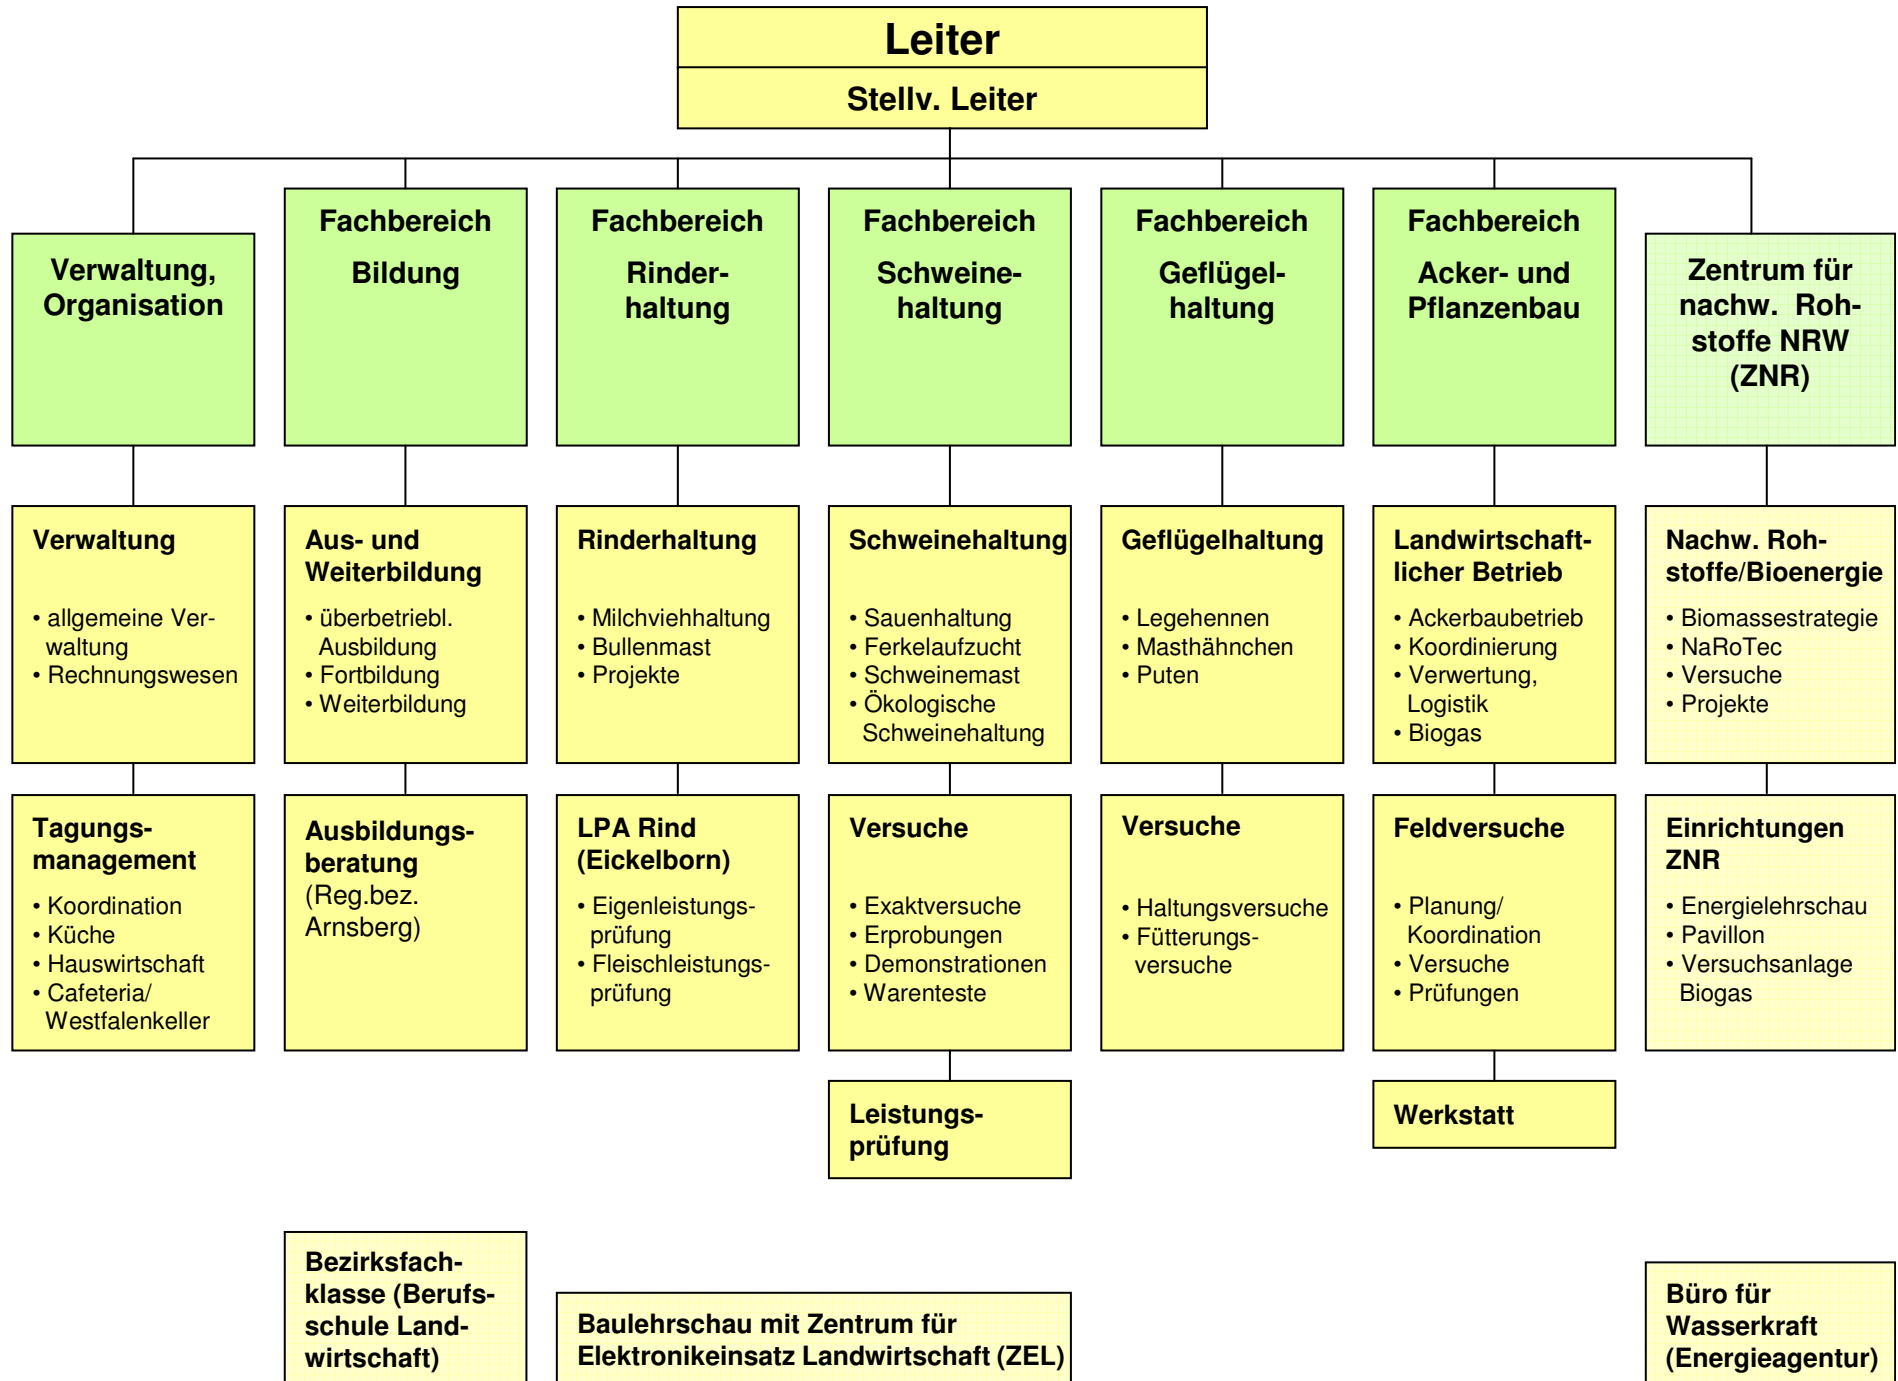 Leiter
Stellv. Leiter
Verwaltung,
Organisation
Fachbereich
Bildung
Fachbereich
Rinder-
haltung
Fachbereich
Schweine-
haltung
Fachbereich
Geflügel-
haltung
Fachbereich
Acker- und
Pflanzenbau
Zentrum für
nachw. Roh-
stoffe NRW
(ZNR)
Verwaltung
• allgemeine Ver-
waltung
• Rechnungswesen
Aus- und
Weiterbildung
• überbetriebl.
Ausbildung
• Fortbildung
• Weiterbildung
Rinderhaltung
• Milchviehhaltung
• Bullenmast
• Projekte
Schweinehaltung
• Sauenhaltung
• Ferkelaufzucht
• Schweinemast
• Ökologische
Schweinehaltung
Geflügelhaltung
• Legehennen
• Masthähnchen
• Puten
Landwirtschaft-
licher Betrieb
• Ackerbaubetrieb
• Koordinierung
• Verwertung,
Logistik
• Biogas
Nachw. Roh-
stoffe/Bioenergie
• Biomassestrategie
• NaRoTec
• Versuche
• Projekte
Tagungs-
management
• Koordination
• Küche
• Hauswirtschaft
• Cafeteria/
Westfalenkeller
Ausbildungs-
beratung
(Reg.bez.
Arnsberg)
LPA Rind
(Eickelborn)
• Eigenleistungs-
prüfung
• Fleischleistungs-
prüfung
Versuche
• Exaktversuche
• Erprobungen
• Demonstrationen
• Warenteste
Versuche
• Haltungsversuche
• Fütterungs-
versuche
Feldversuche
• Planung/
Koordination
• Versuche
• Prüfungen
Einrichtungen
ZNR
• Energielehrschau
• Pavillon
• Versuchsanlage
Biogas
Leistungs-
prüfung
Werkstatt
Bezirksfach-
klasse (Berufs-
schule Land-
wirtschaft)
Baulehrschau mit Zentrum für
Elektronikeinsatz Landwirtschaft (ZEL)
Büro für
Wasserkraft
(Energieagentur)